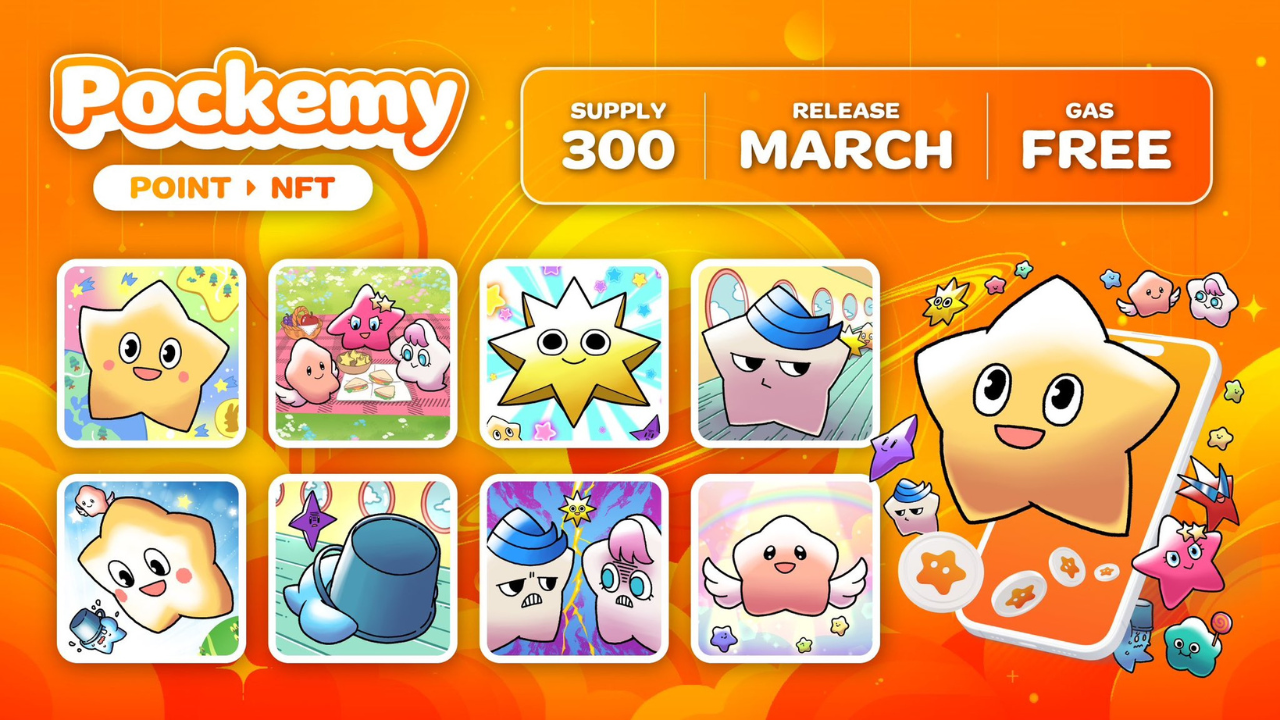 Pockemy
POINT ▸ NFT
SUPPLY
300
RELEASE
MARCH
GAS
FREE